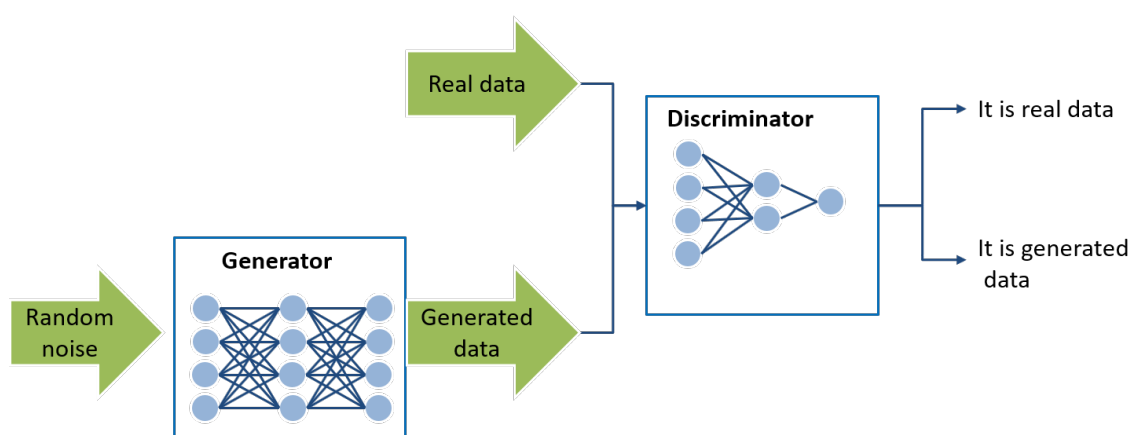 Real data
Discriminator
It is real data
Generator
It is generated
data
Random
noise
Generated
data